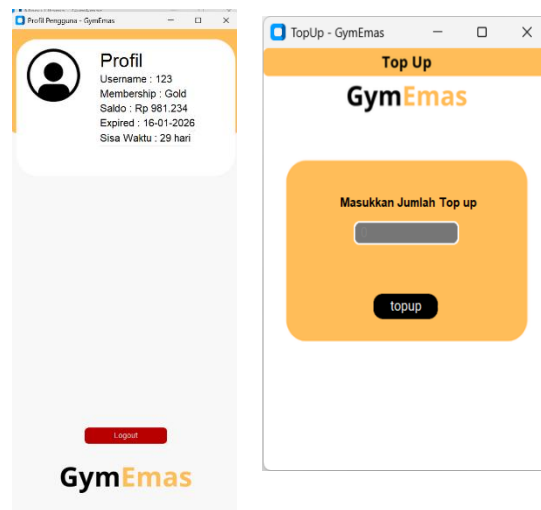 Profil Pengguna - GymEmas
Profil
Username : 123
Membership : Gold
Saldo : Rp 981.234
Expired : 16-01-2026
Sisa Waktu : 29 hari
Logout
GymEmas
TopUp - GymEmas
Top Up
GymEmas
Masukkan Jumlah Top up
topup